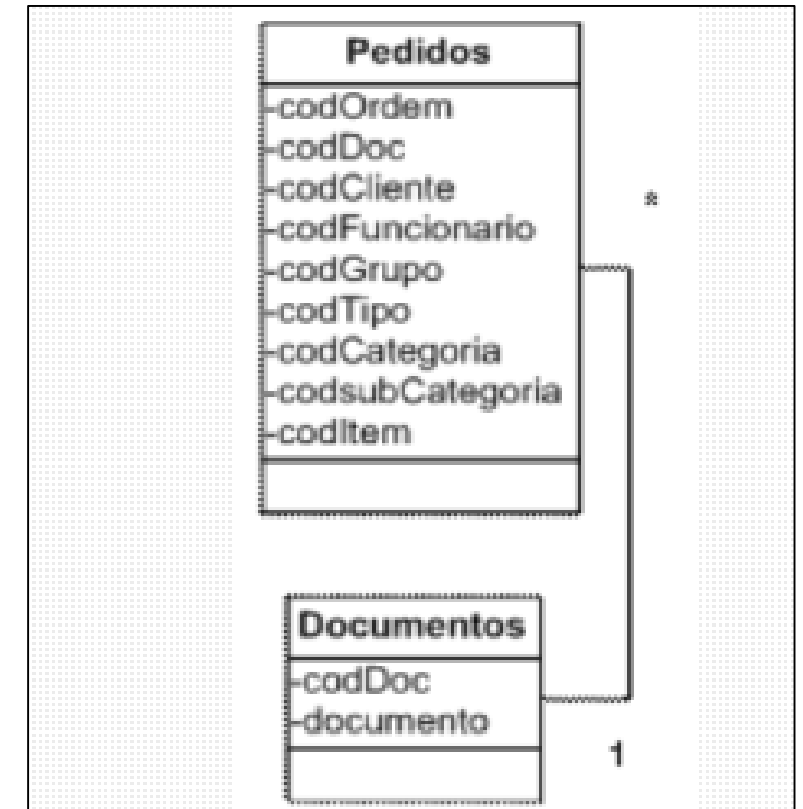 Pedidos
-codOrdem
-codDoc
-codCliente
-codFuncionario
-codGrupo
-codTipo
-codCategoria
-codsubCategoria
-codItem
*
Documentos
-codDoc
-documento
1